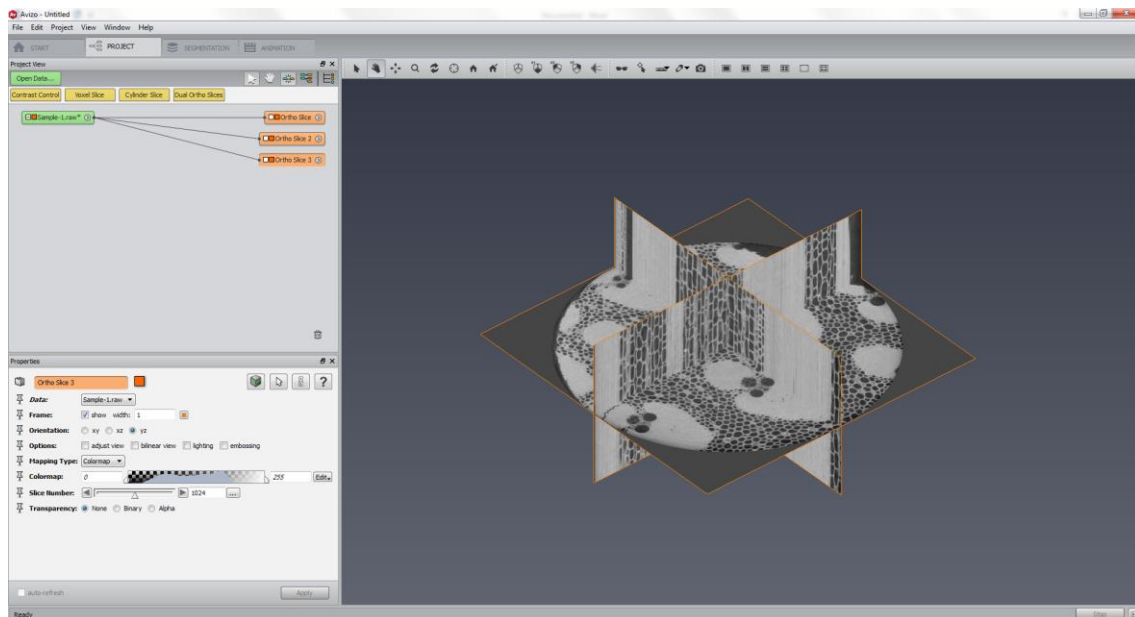 Avizo - Untitled
File Edit Project View Window Help
START PROJECT SEGMENTATION ANIMATION
Project View
Open Data...
Contrast Control Voxel Slice Cylinder Slice Dual Ortho Slices
Sample-1.raw* Ortho Slice
Ortho Slice 2
Ortho Slice 3
Properties
Ortho Slice 3 ?
Data: Sample-1.raw
Frame: show width: 1
Orientation: xy xz yz
Options: adjust view bilinear view lighting embossing
Mapping Type: Colormap
Colormap: 0 255 Edit
Slice Number: 1024 ...
Transparency: None Binary Alpha
auto-refresh Apply
Ready Stop